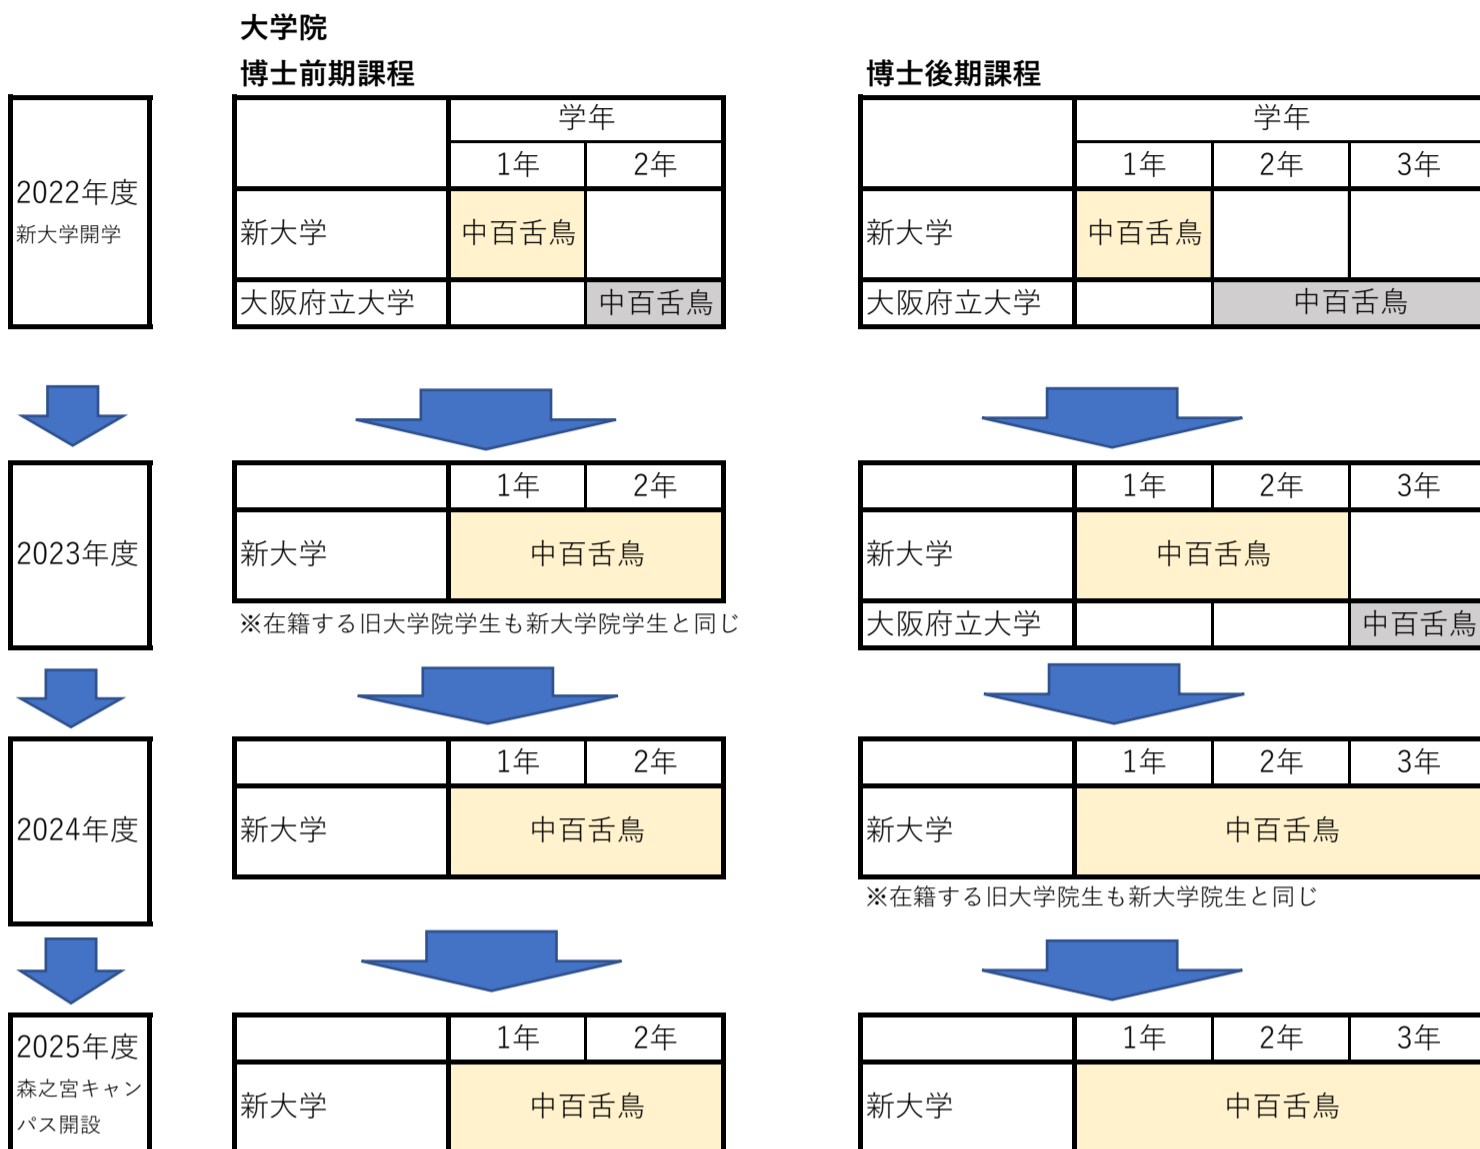 大学院
博士前期課程
博士後期課程
2022年度
新大学開学
学年
1年 2年
新大学 中百舌鳥
大阪府立大学 中百舌鳥
学年
1年 2年 3年
新大学 中百舌鳥
大阪府立大学 中百舌鳥
2023年度
1年 2年
新大学 中百舌鳥
※在籍する旧大学院学生も新大学院学生と同じ
1年 2年 3年
新大学 中百舌鳥
大阪府立大学 中百舌鳥
2024年度
1年 2年
新大学 中百舌鳥
1年 2年 3年
新大学 中百舌鳥
※在籍する旧大学院生も新大学院生と同じ
2025年度
森之宮キャン
パス開設
1年 2年
新大学 中百舌鳥
1年 2年 3年
新大学 中百舌鳥